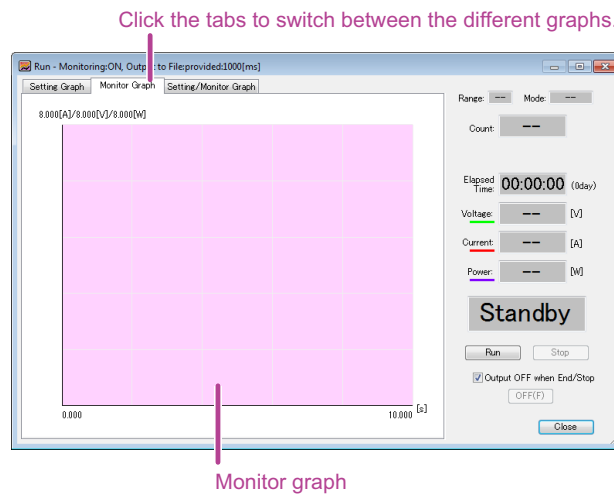 Click the tabs to switch between the different graphs.
Run - Monitoring:ON, Output to File:provided:1000[ms]
Setting Graph Monitor Graph Setting/Monitor Graph
Range: -- Mode: --
8.000[A]/8.000[V]/8.000[W]
Count: --
Elapsed Time: 00:00:00 (0day)
Voltage: -- [V]
Current: -- [A]
Power: -- [W]
Standby
Run Stop
Output OFF when End/Stop
OFF(F)
0.000 10.000 [s]
Close
Monitor graph